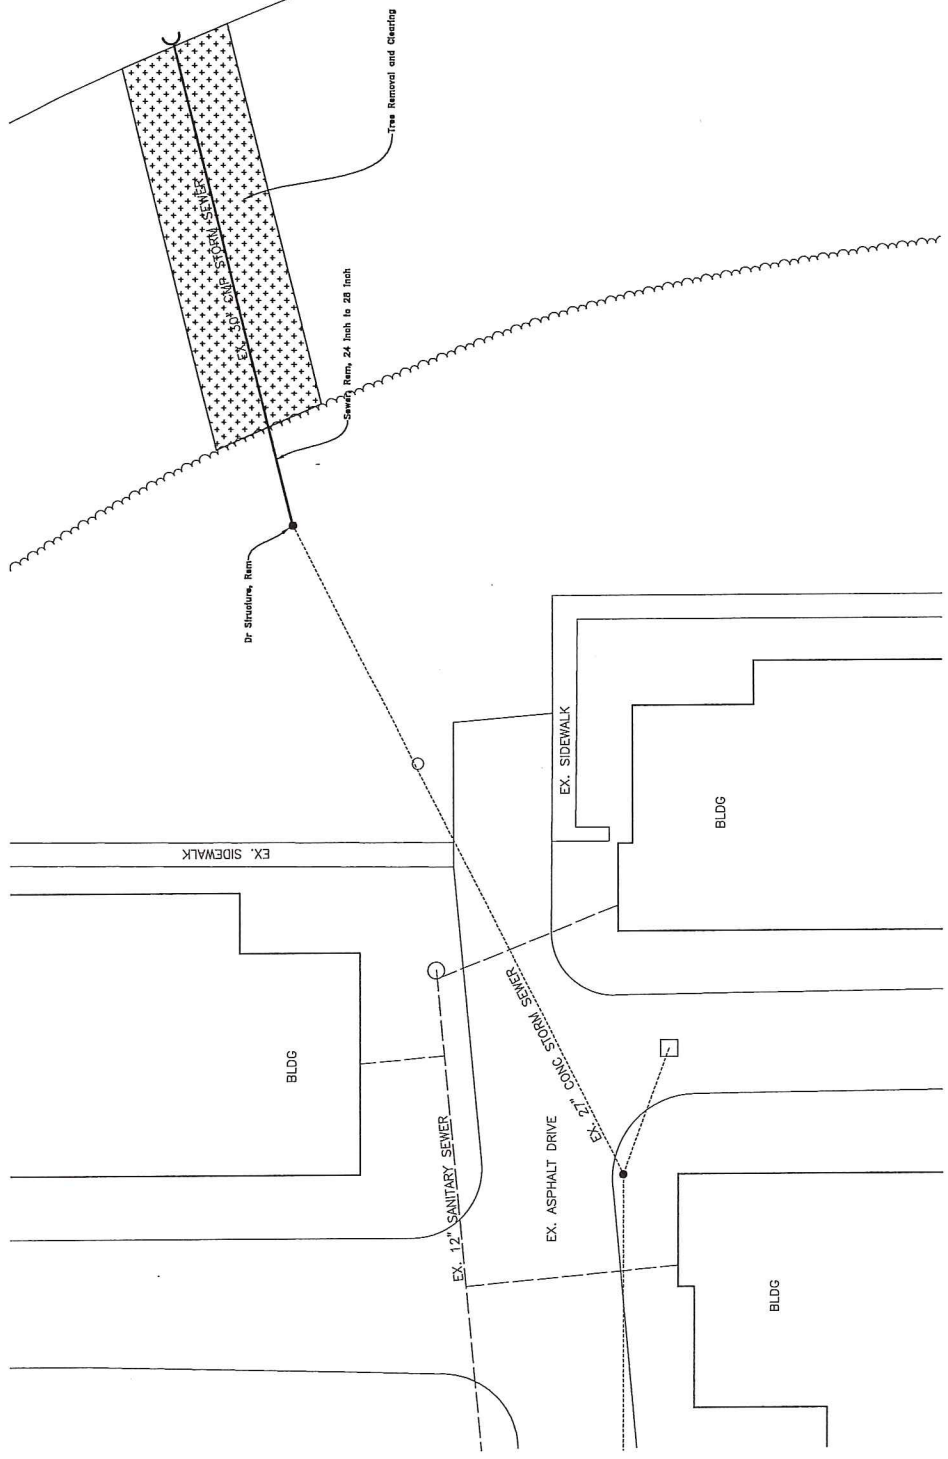 Tree Removal and Clearing
EX. 30" CMP STORM SEWER
Sewer, Rem, 24 Inch to 28 Inch
Dr Structure, Rem
EX. SIDEWALK
BLDG
EX. SIDEWALK
EX. 27" CONC STORM SEWER
BLDG
EX. 12" SANITARY SEWER
EX. ASPHALT DRIVE
BLDG